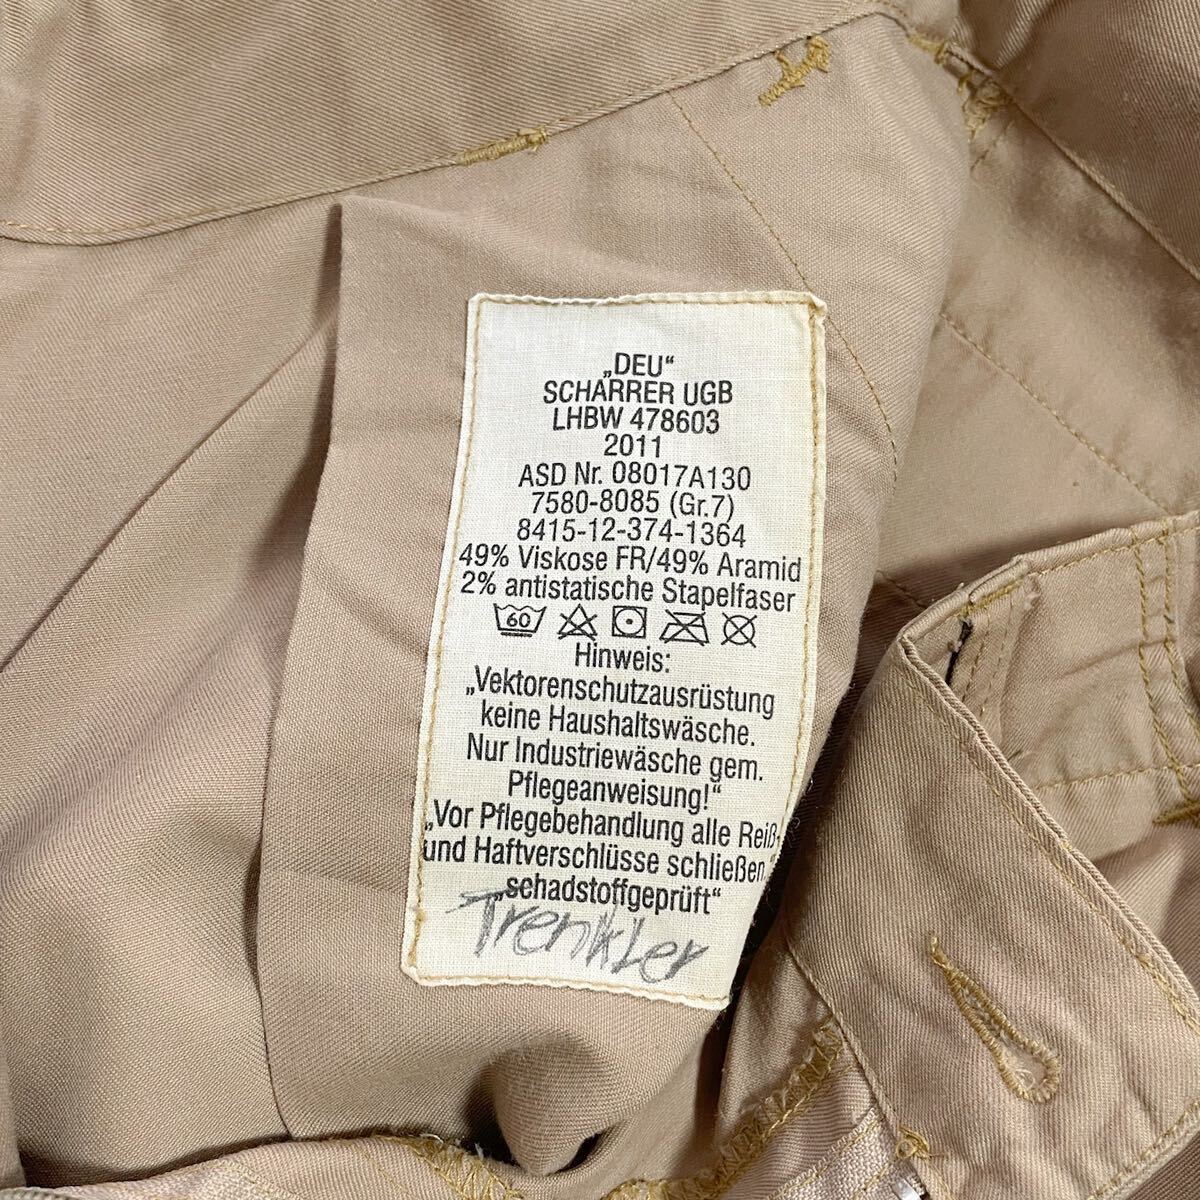 „DEU“
SCHARRER UGB
LHBW 478603
2011
ASD Nr. 08017A130
7580-8085 (Gr.7)
8415-12-374-1364
49% Viskose FR/49% Aramid
2% antistatische Stapelfaser
60
Hinweis:
„Vektorenschutzausrüstung
keine Haushaltswäsche.
Nur Industriewäsche gem.
Pflegeanweisung!“
„Vor Pflegebehandlung alle Reiß-
und Haftverschlüsse schließen.“
„schadstoffgeprüft“
Trenkler